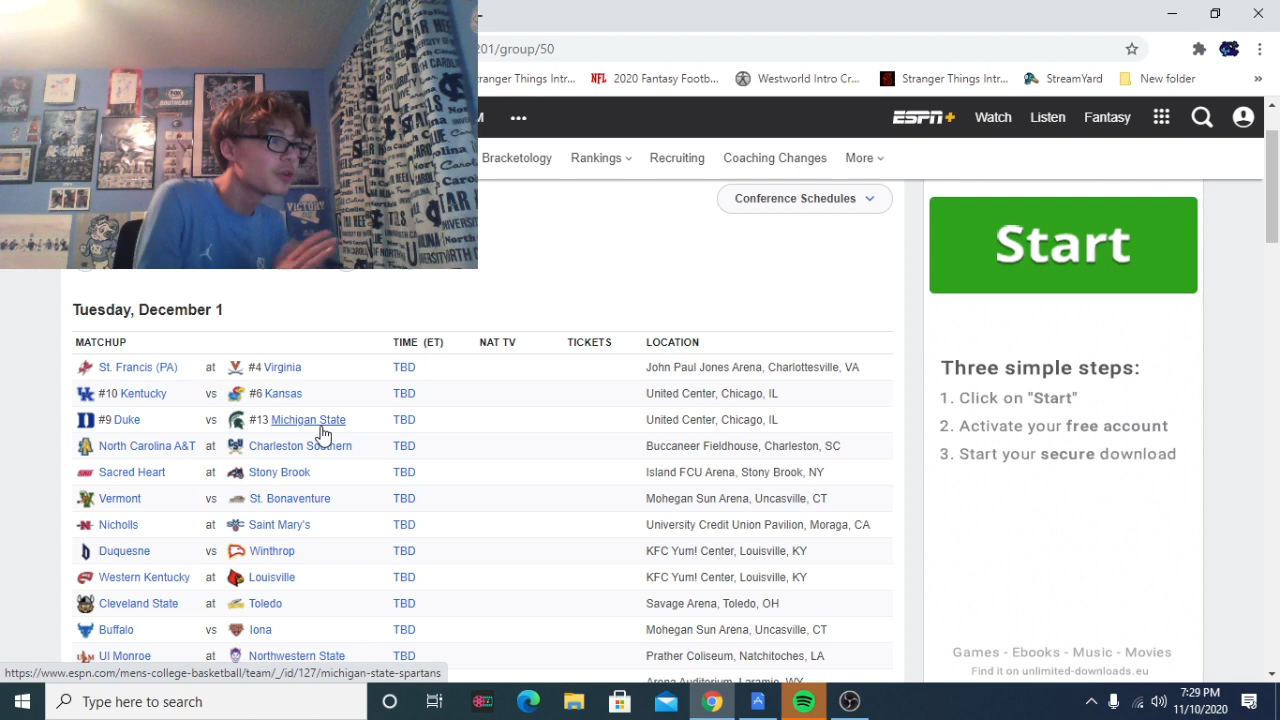 201/group/50
tranger Things Intr...
NFL 2020 Fantasy Footb...
Westworld Intro Cr...
Stranger Things Intr...
StreamYard
New folder
»
M
•••
ESPN+
Watch
Listen
Fantasy
Bracketology
Rankings
Recruiting
Coaching Changes
More
Conference Schedules
FOX
SOUTHEAST
VICTORY
Tuesday, December 1
MATCHUP TIME (ET) NAT TV TICKETS LOCATION
St. Francis (PA) at #4 Virginia TBD John Paul Jones Arena, Charlottesville, VA
#10 Kentucky vs #6 Kansas TBD United Center, Chicago, IL
#9 Duke vs #13 Michigan State TBD United Center, Chicago, IL
North Carolina A&T at Charleston Southern TBD Buccaneer Fieldhouse, Charleston, SC
Sacred Heart at Stony Brook TBD Island FCU Arena, Stony Brook, NY
Vermont vs St. Bonaventure TBD Mohegan Sun Arena, Uncasville, CT
Nicholls at Saint Mary's TBD University Credit Union Pavilion, Moraga, CA
Duquesne vs Winthrop TBD KFC Yum! Center, Louisville, KY
Western Kentucky at Louisville TBD KFC Yum! Center, Louisville, KY
Cleveland State at Toledo TBD Savage Arena, Toledo, OH
Buffalo vs Iona TBD Mohegan Sun Arena, Uncasville, CT
UL Monroe at Northwestern State TBD Prather Coliseum, Natchitoches, LA
Arena Auditorium, Laramie, WY
Start
Three simple steps:
1. Click on "Start"
2. Activate your free account
3. Start your secure download
Games - Ebooks - Music - Movies
Find it on unlimited-downloads.eu
https://www.espn.com/mens-college-basketball/team/_/id/127/michigan-state-spartans
Type here to search
7:29 PM
11/10/2020